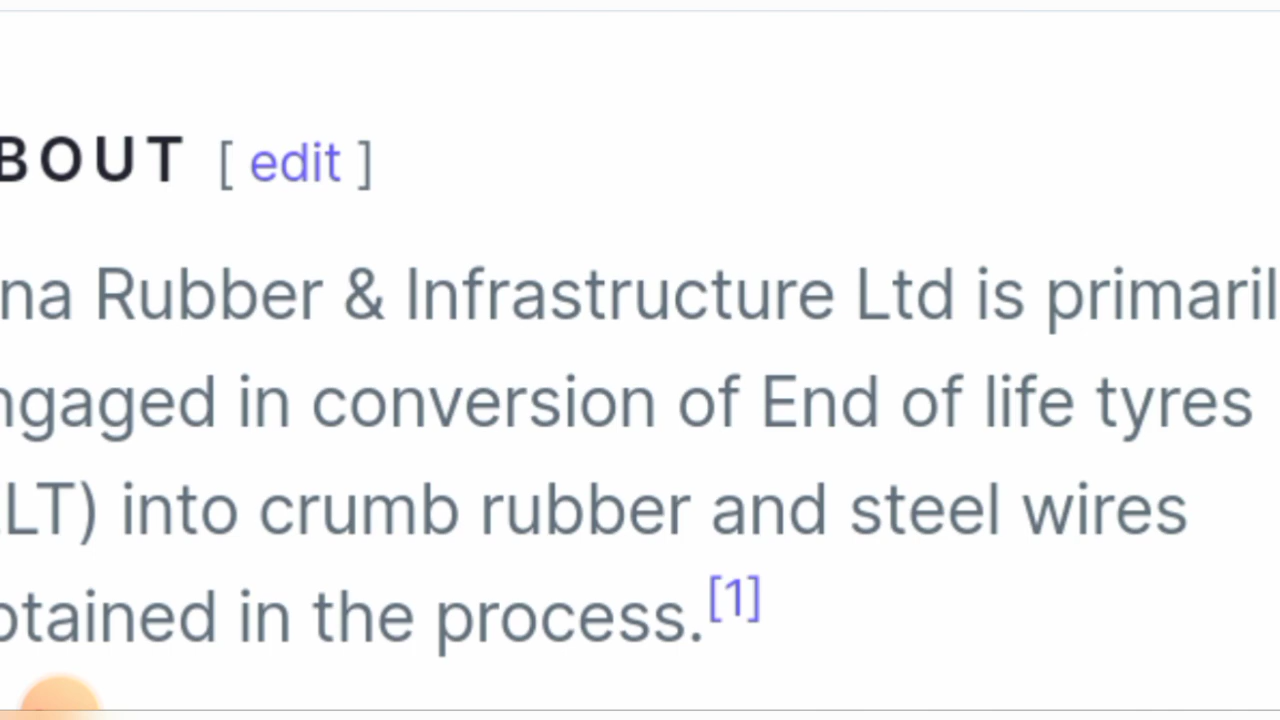 BOUT [ edit ]
na Rubber & Infrastructure Ltd is primaril
ngaged in conversion of End of life tyres
LT) into crumb rubber and steel wires
btained in the process.[1]